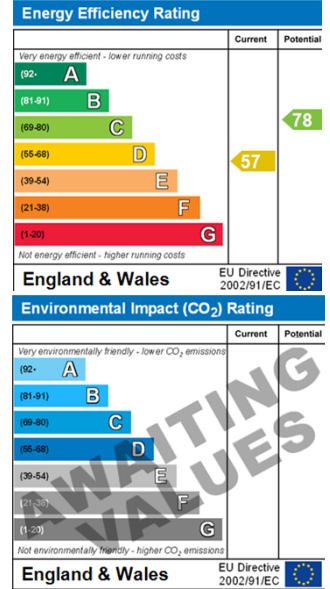 Energy Efficiency Rating
Current Potential
Very energy efficient - lower running costs
(92- A
(81-91) B
(69-80) C
78
(55-68) D
57
(39-54) E
(21-38) F
(1-20) G
Not energy efficient - higher running costs
England & Wales
EU Directive
2002/91/EC
Environmental Impact (CO2) Rating
Current Potential
Very environmentally friendly - lower CO2 emissions
(92- A
(81-91) B
(69-80) C
(55-68) D
(39-54) E
(21-38) F
(1-20) G
AWAITING
VALUES
Not environmentally friendly - higher CO2 emissions
England & Wales
EU Directive
2002/91/EC